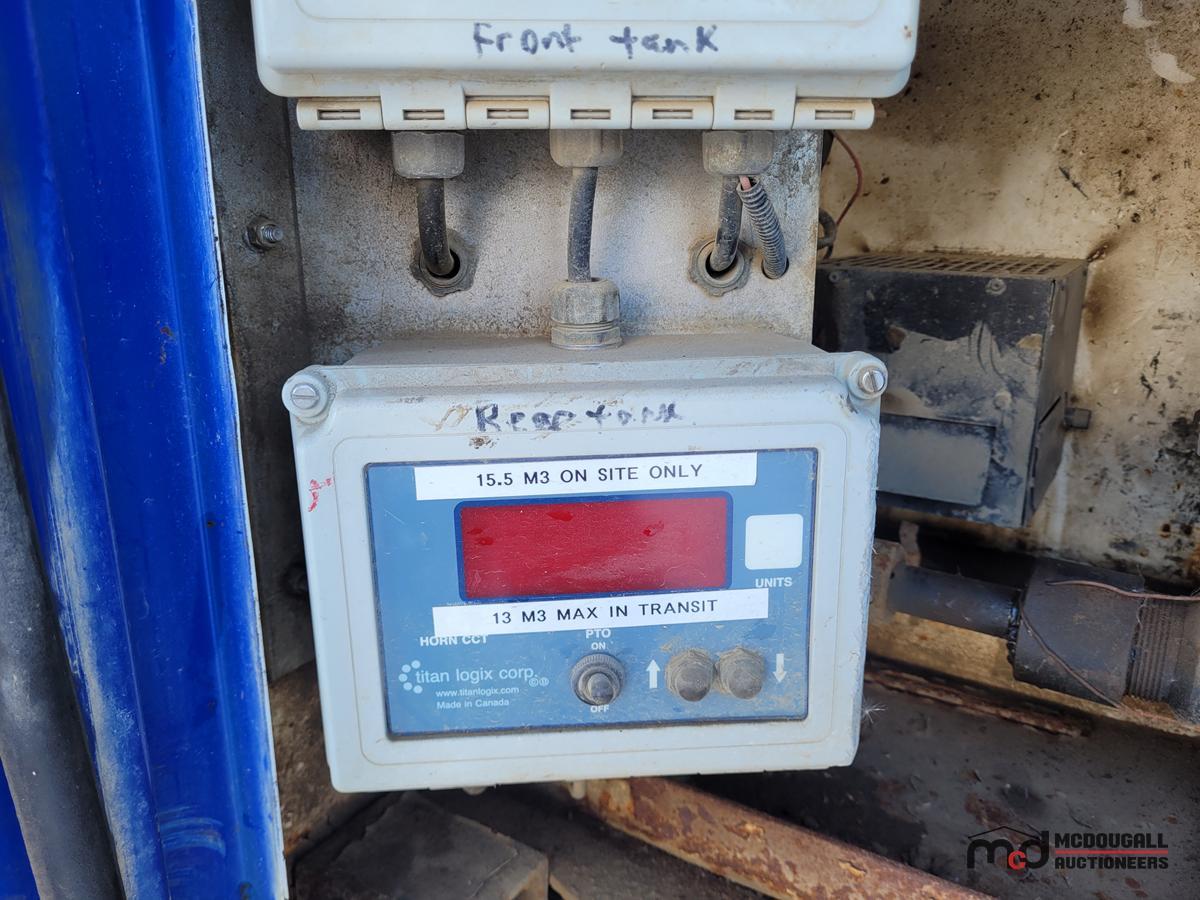 Front tank
Rear tank
15.5 M3 ON SITE ONLY
UNITS
13 M3 MAX IN TRANSIT
HORN CCT
PTO
ON
titan logix corp.
www.titanlogix.com
Made in Canada
OFF
mcd MCDOUGALL
AUCTIONEERS